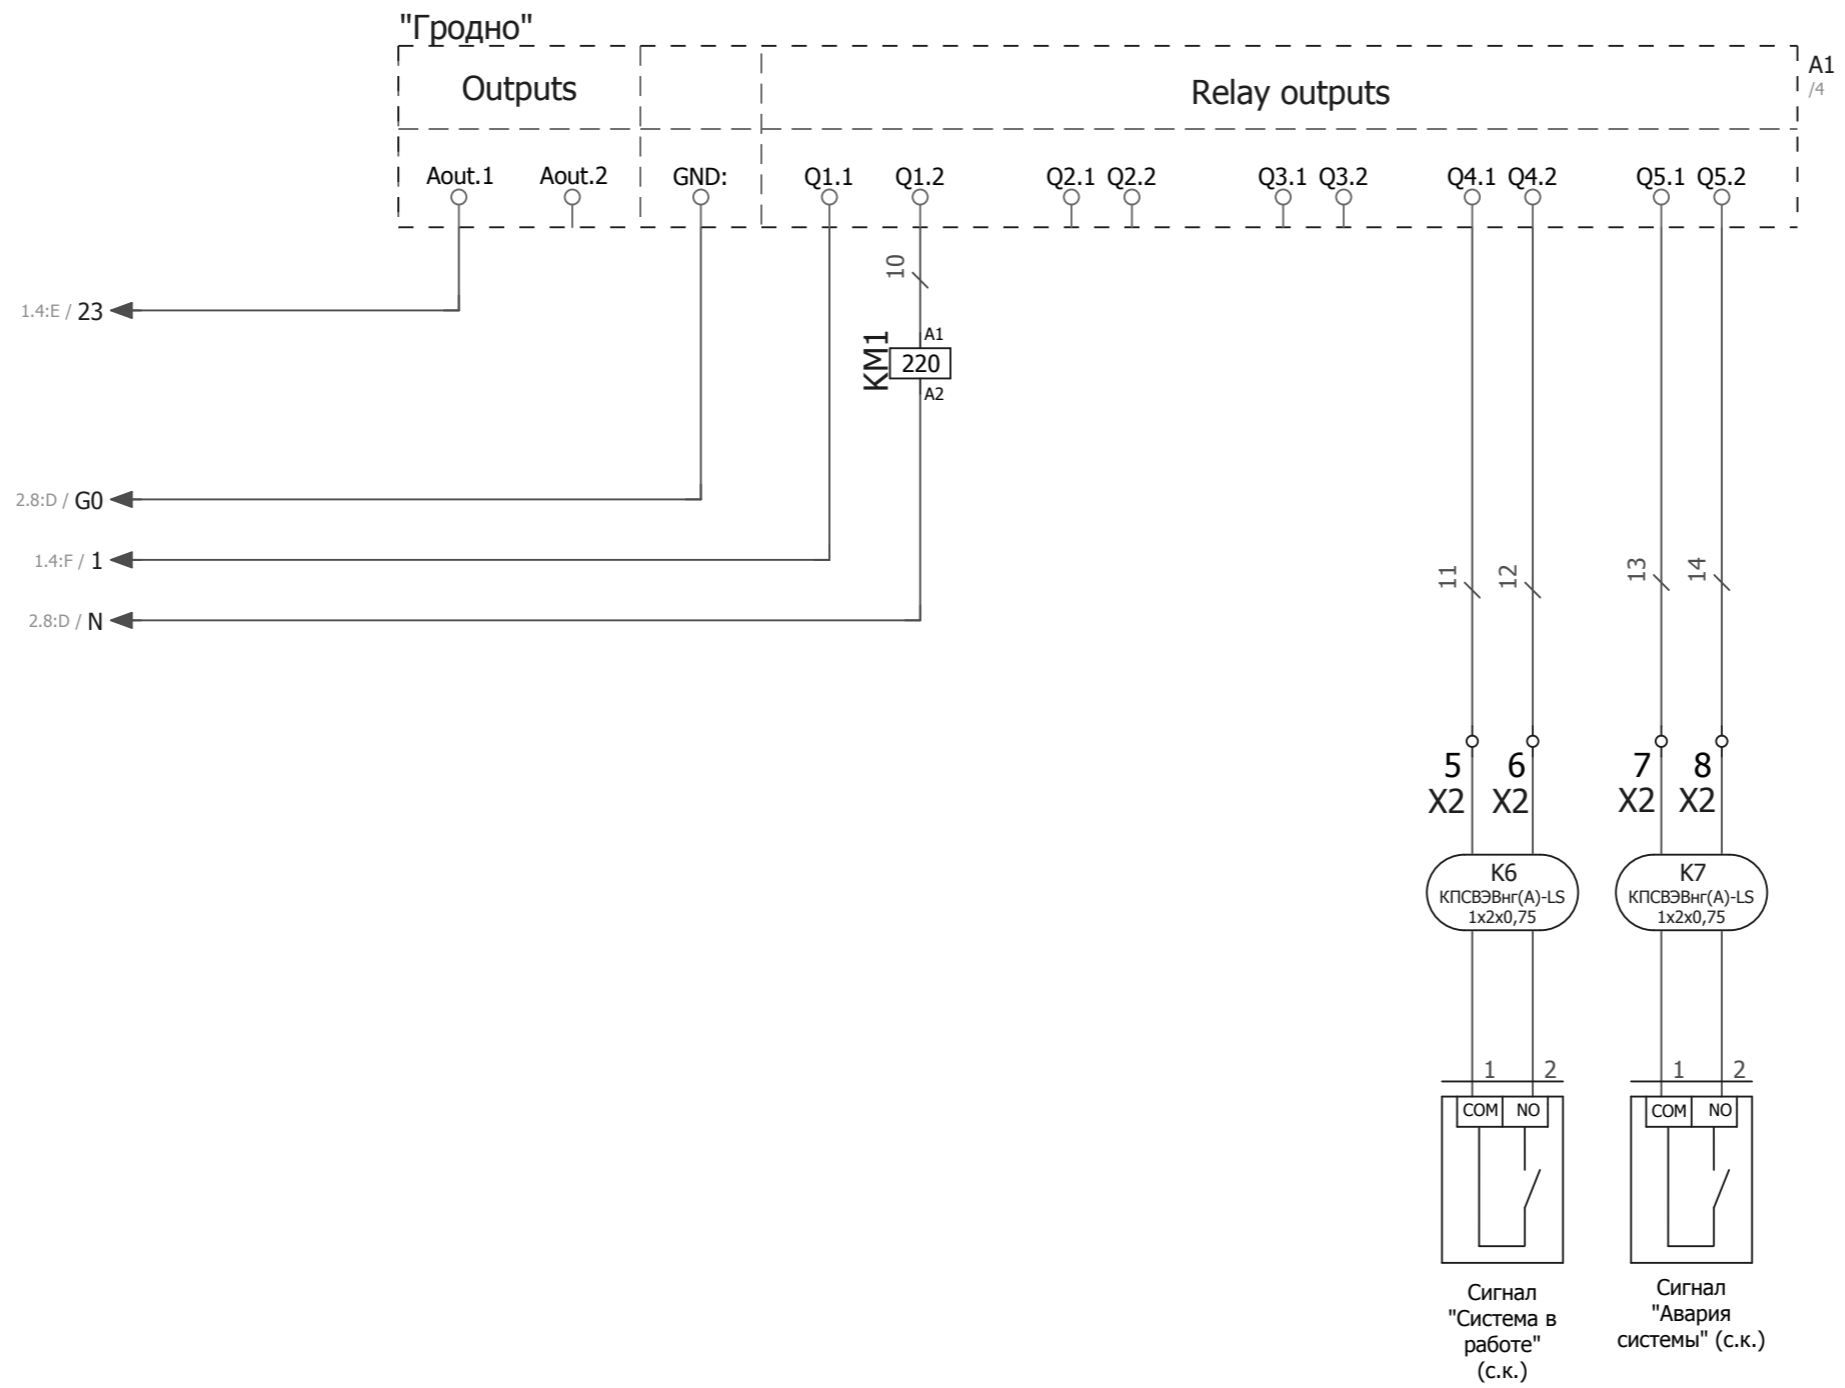 "Гродно"
A1
/4
Outputs
Relay outputs
Aout.1 Aout.2 GND: Q1.1 Q1.2 Q2.1 Q2.2 Q3.1 Q3.2 Q4.1 Q4.2 Q5.1 Q5.2
10
1.4:E / 23
KM1
A1
220
A2
2.8:D / G0
1.4:F / 1
2.8:D / N
11 12 13 14
5 6 7 8
X2 X2 X2 X2
K6
КПСВЭВнг(А)-LS
1x2x0,75
K7
КПСВЭВнг(А)-LS
1x2x0,75
1 2 1 2
COM NO COM NO
Сигнал
"Система в
работе"
(с.к.)
Сигнал
"Авария
системы" (с.к.)